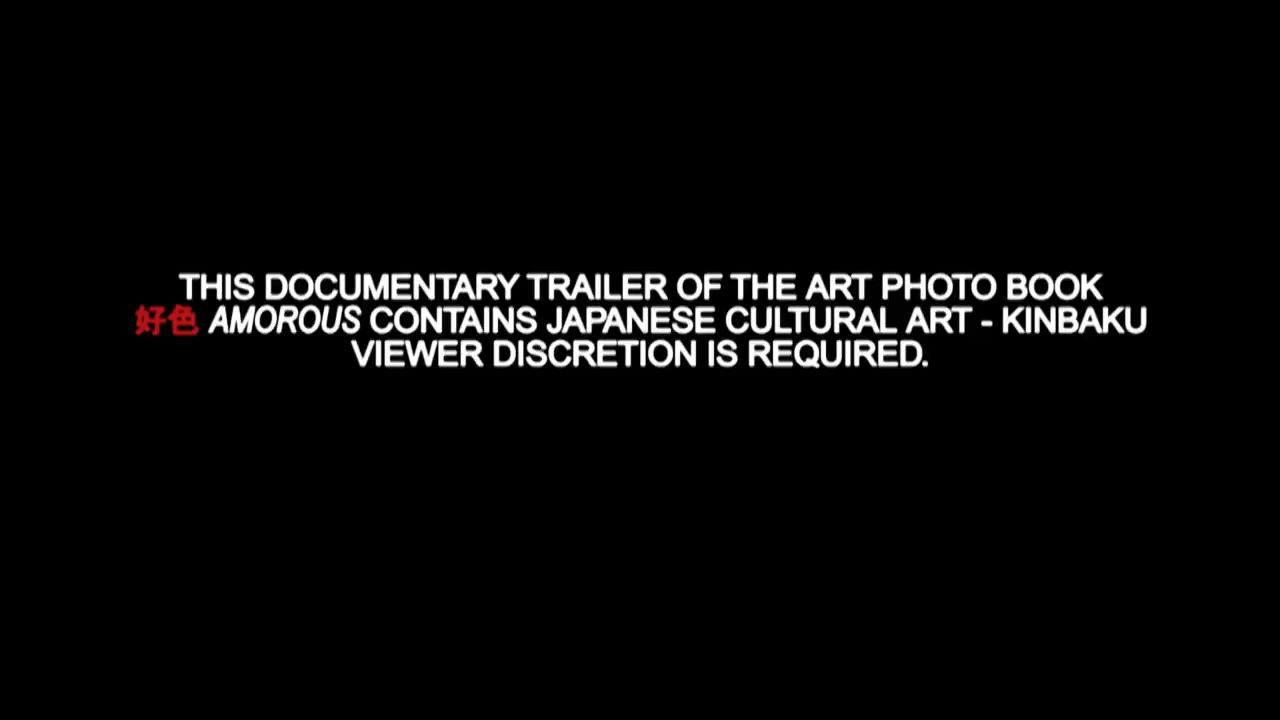 THIS DOCUMENTARY TRAILER OF THE ART PHOTO BOOK
好色 AMOROUS CONTAINS JAPANESE CULTURAL ART - KINBAKU
VIEWER DISCRETION IS REQUIRED.